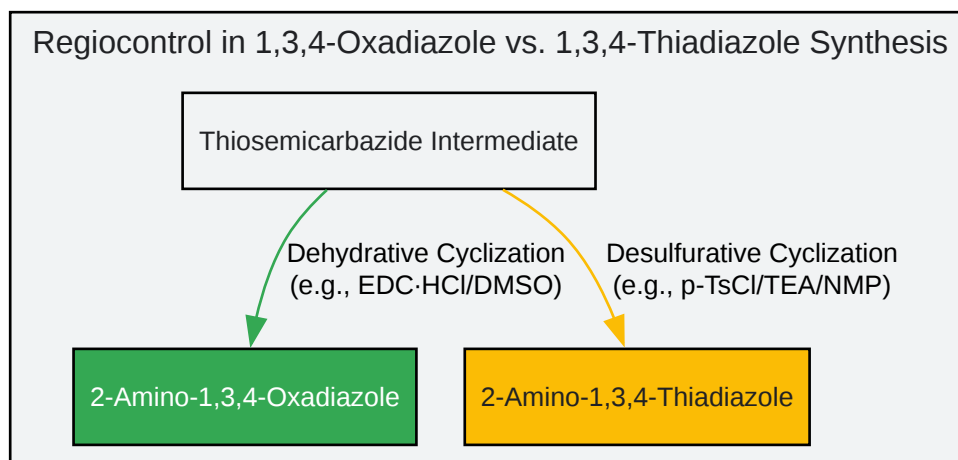 Regiocontrol in 1,3,4-Oxadiazole vs. 1,3,4-Thiadiazole Synthesis
Thiosemicarbazide Intermediate
Dehydrative Cyclization
(e.g., EDC·HCl/DMSO)
Desulfurative Cyclization
(e.g., p-TsCl/TEA/NMP)
2-Amino-1,3,4-Oxadiazole
2-Amino-1,3,4-Thiadiazole